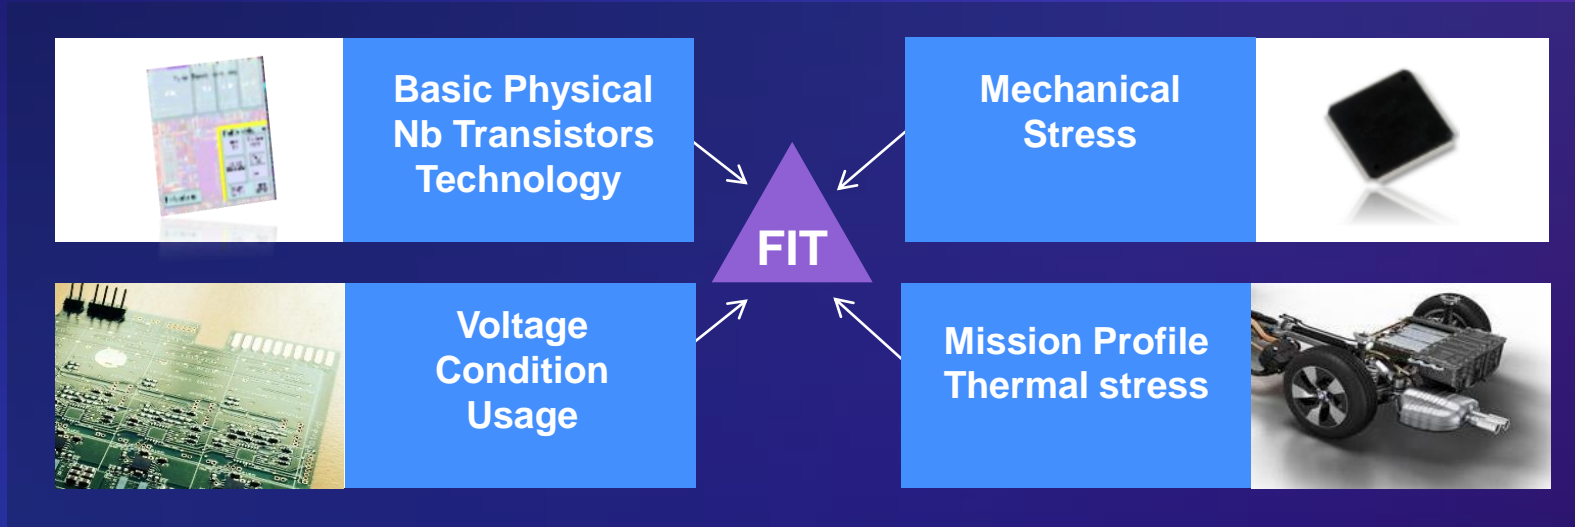 Basic Physical
Nb Transistors
Technology
Mechanical
Stress
FIT
Voltage
Condition
Usage
Mission Profile
Thermal stress